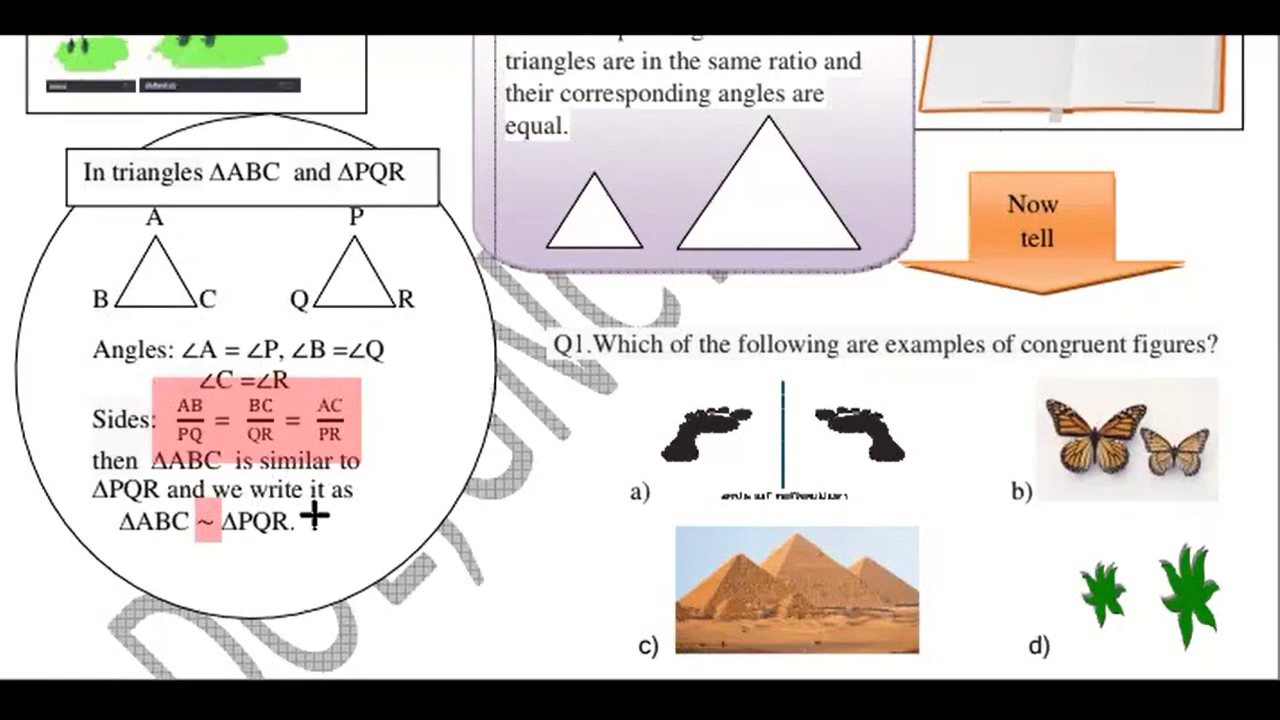 triangles are in the same ratio and
their corresponding angles are
equal.
In triangles ΔABC and ΔPQR
A
P
B
C
Q
R
Angles: ∠A = ∠P, ∠B =∠Q
∠C =∠R
Sides: AB/PQ = BC/QR = AC/PR
then ΔABC is similar to
ΔPQR and we write it as
ΔABC ~ ΔPQR.
Now
tell
Q1.Which of the following are examples of congruent figures?
a)
b)
c)
d)